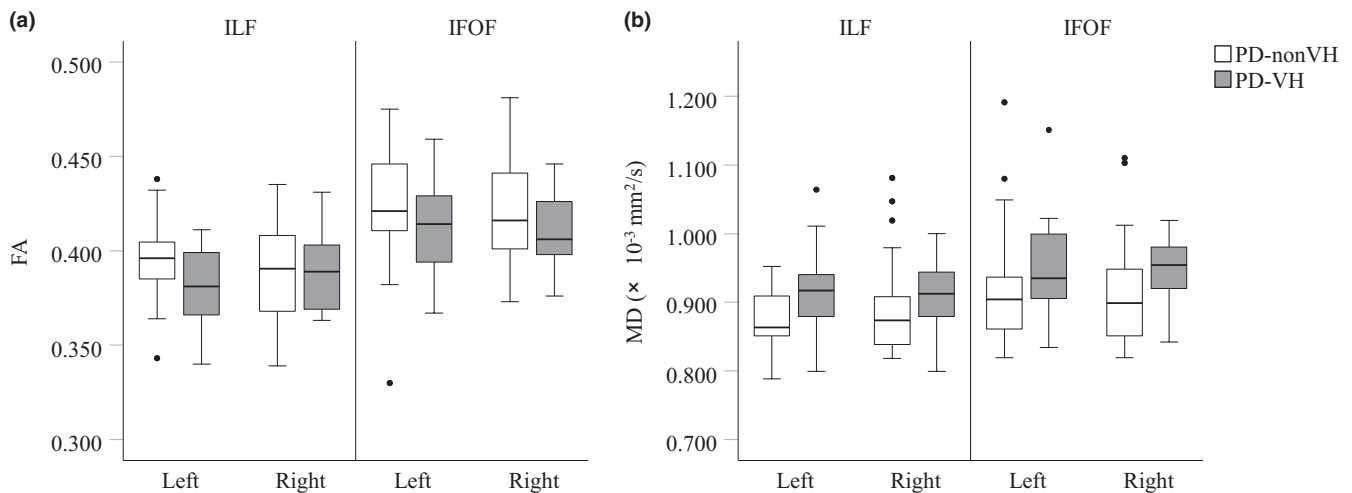 (a)
ILF
IFOF
FA
0.500
0.450
0.400
0.350
0.300
Left
Right
Left
Right
(b)
ILF
IFOF
MD (× 10⁻³ mm²/s)
1.200
1.100
1.000
0.900
0.800
0.700
Left
Right
Left
Right
PD-nonVH
PD-VH